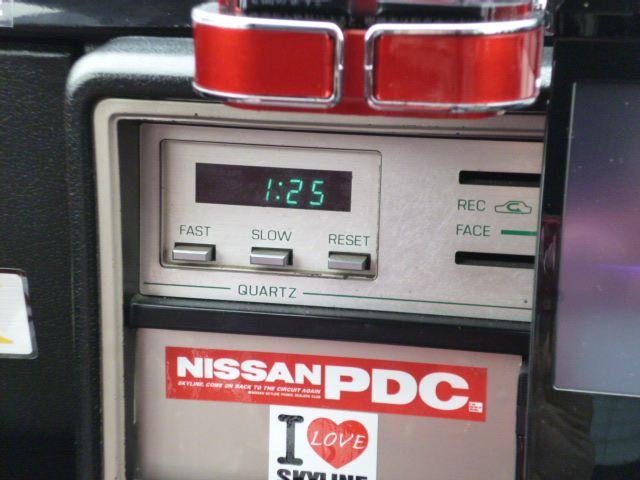 1:25
FAST SLOW RESET
QUARTZ
REC
FACE
NISSAN PDC
SKYLINE, COME ON BACK TO THE CIRCUIT AGAIN
I LOVE
SKYLINE